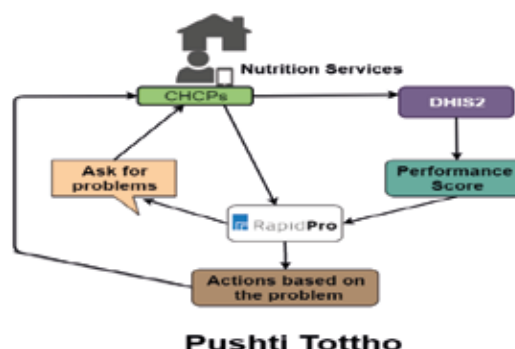 Nutrition Services
CHCPs
DHIS2
Ask for
problems
Performance
Score
RapidPro
Actions based on
the problem
Pushti Tottho